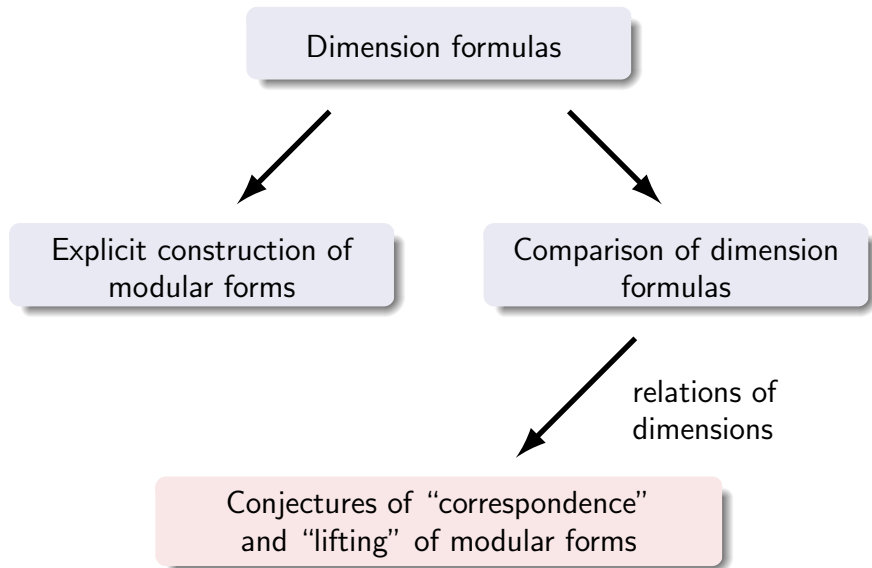 Dimension formulas
Explicit construction of
modular forms
Comparison of dimension
formulas
relations of
dimensions
Conjectures of “correspondence”
and “lifting” of modular forms